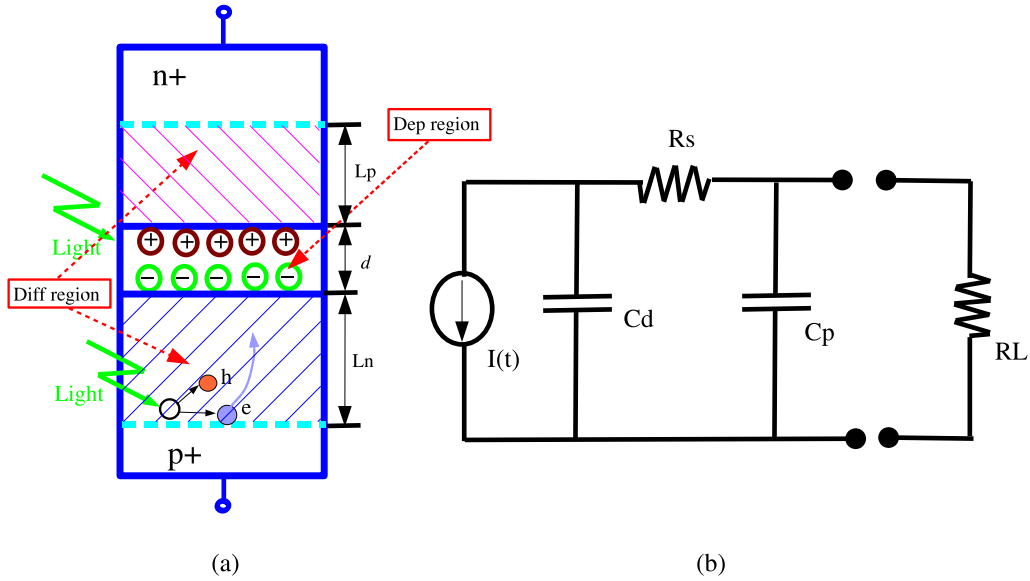 n+
Dep region
Rs
Lp
Light
+ + + + +
d
− − − − −
Diff region
Cd
Cp
I(t)
RL
Ln
h
Light
e
p+
(a)
(b)